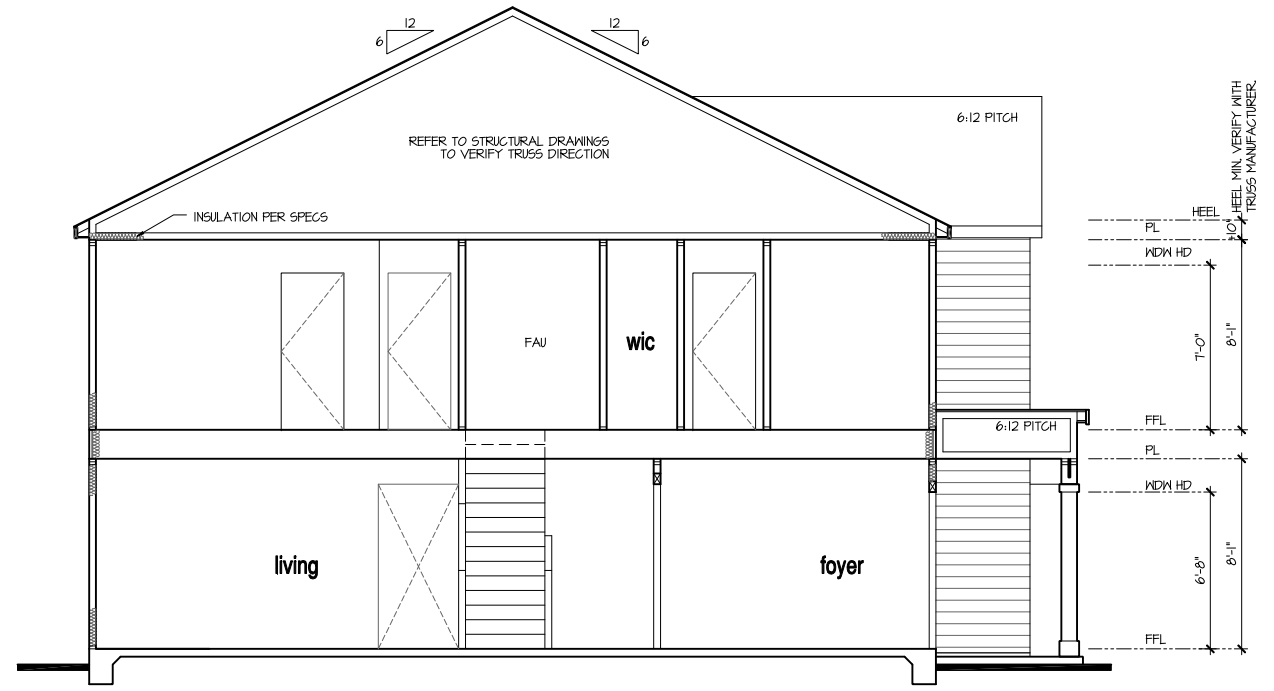 12
12
6
6
6:12 PITCH
HEEL MIN. VERIFY WITH
TRUSS MANUFACTURER.
REFER TO STRUCTURAL DRAWINGS
TO VERIFY TRUSS DIRECTION
INSULATION PER SPECS
HEEL
PL
10"
WDW HD
FAU
wic
7'-0"
8'-1"
6:12 PITCH
FFL
PL
WDW HD
living
foyer
6'-8"
8'-1"
FFL